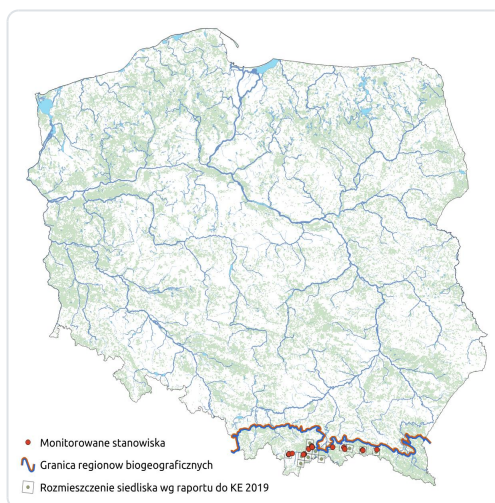 Monitorowane stanowiska
Granica regionow biogeograficznych
Rozmieszczenie siedliska wg raportu do KE 2019